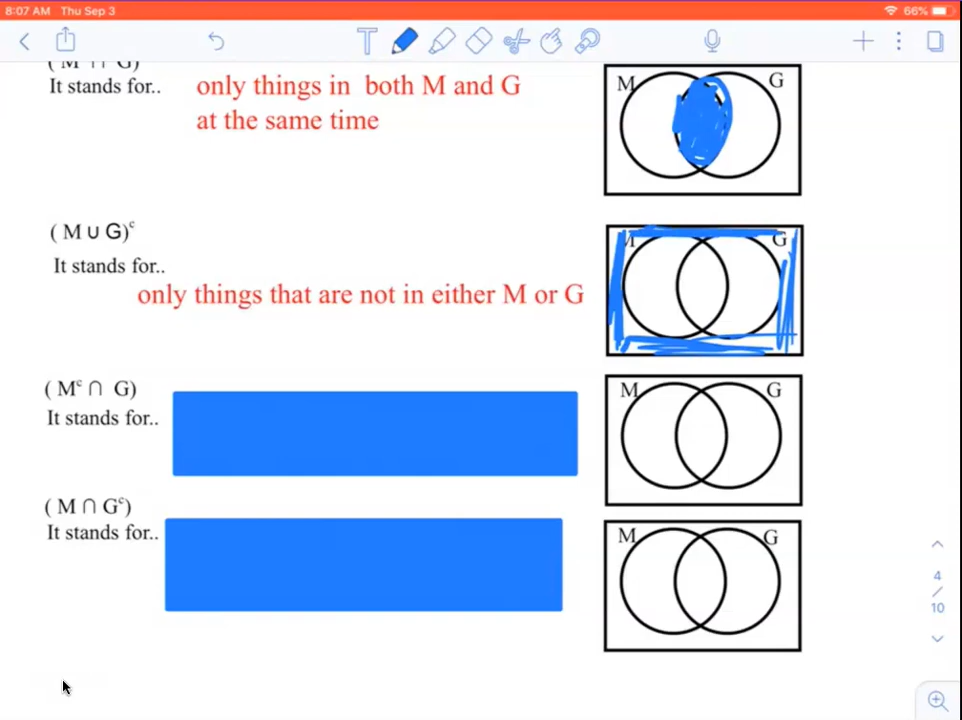 8:07 AM Thu Sep 3 66%
It stands for.. only things in both M and G
at the same time
M G
( M ∪ G)ᶜ
It stands for..
only things that are not in either M or G
M G
( Mᶜ ∩ G)
It stands for..
M G
( M ∩ Gᶜ)
It stands for..
M G
4
/
10